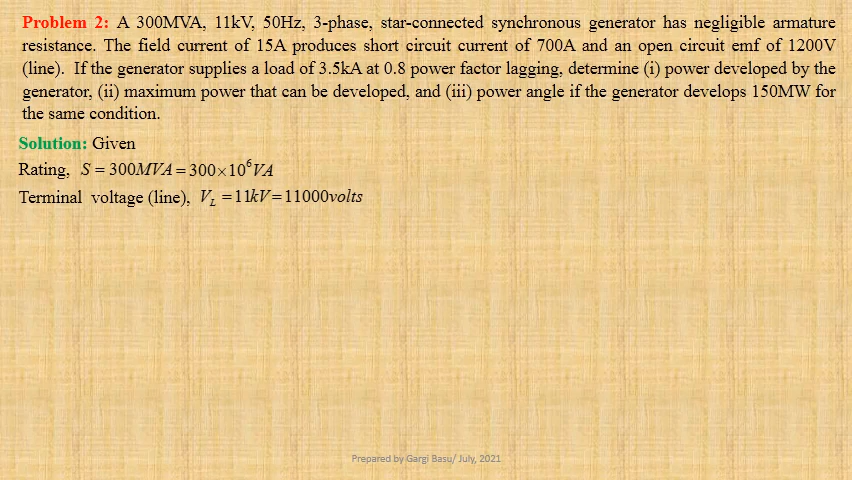 Problem 2: A 300MVA, 11kV, 50Hz, 3-phase, star-connected synchronous generator has negligible armature
resistance. The field current of 15A produces short circuit current of 700A and an open circuit emf of 1200V
(line). If the generator supplies a load of 3.5kA at 0.8 power factor lagging, determine (i) power developed by the
generator, (ii) maximum power that can be developed, and (iii) power angle if the generator develops 150MW for
the same condition.
Solution: Given
Rating, S = 300MVA = 300×10⁶VA
Terminal voltage (line), V_L = 11kV = 11000volts
Prepared by Gargi Basu/ July, 2021